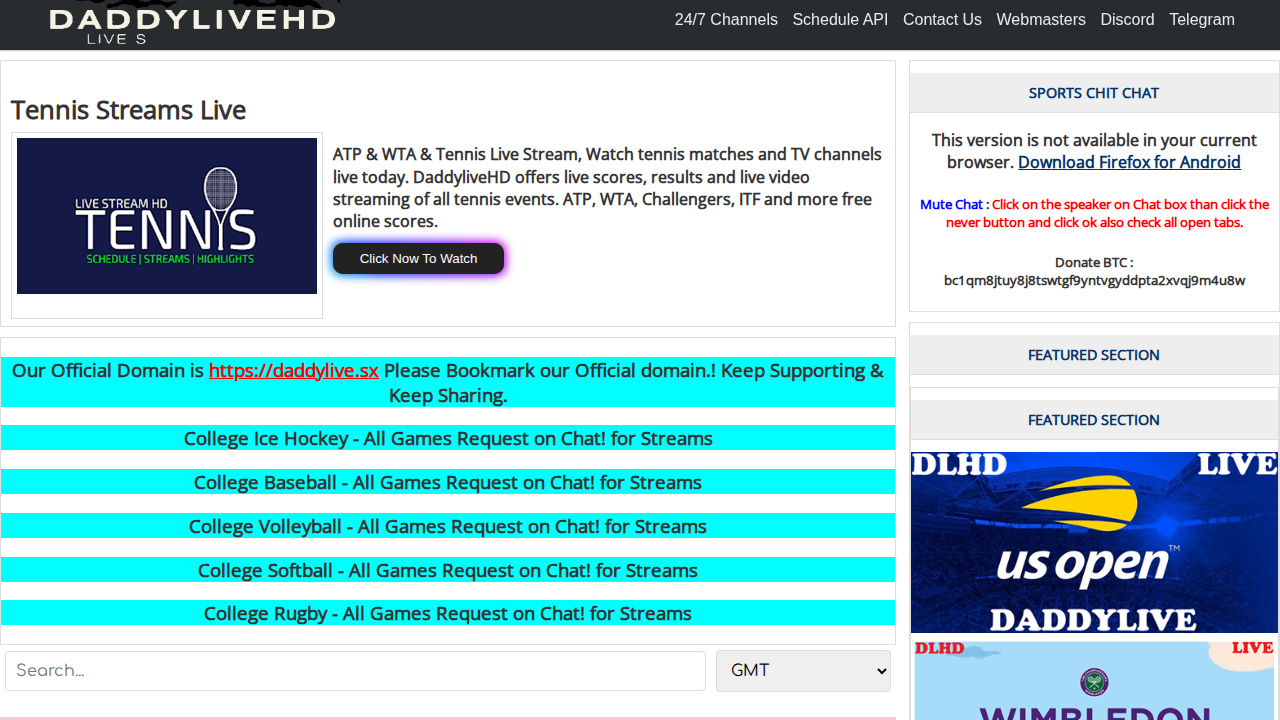 DADDYLIVEHD
LIVE S
24/7 Channels Schedule API Contact Us Webmasters Discord Telegram
Tennis Streams Live
LIVE STREAM HD
TENNIS
SCHEDULE | STREAMS | HIGHLIGHTS
ATP & WTA & Tennis Live Stream, Watch tennis matches and TV channels
live today. DaddyliveHD offers live scores, results and live video
streaming of all tennis events. ATP, WTA, Challengers, ITF and more free
online scores.
Click Now To Watch
Our Official Domain is https://daddylive.sx Please Bookmark our Official domain.! Keep Supporting &
Keep Sharing.
College Ice Hockey - All Games Request on Chat! for Streams
College Baseball - All Games Request on Chat! for Streams
College Volleyball - All Games Request on Chat! for Streams
College Softball - All Games Request on Chat! for Streams
College Rugby - All Games Request on Chat! for Streams
Search...
GMT
SPORTS CHIT CHAT
This version is not available in your current
browser. Download Firefox for Android
Mute Chat : Click on the speaker on Chat box than click the
never button and click ok also check all open tabs.
Donate BTC :
bc1qm8jtuy8j8tswtgf9yntvgyddpta2xvqj9m4u8w
FEATURED SECTION
FEATURED SECTION
DLHD LIVE
us open
DADDYLIVE
DLHD LIVE
WIMBLEDON